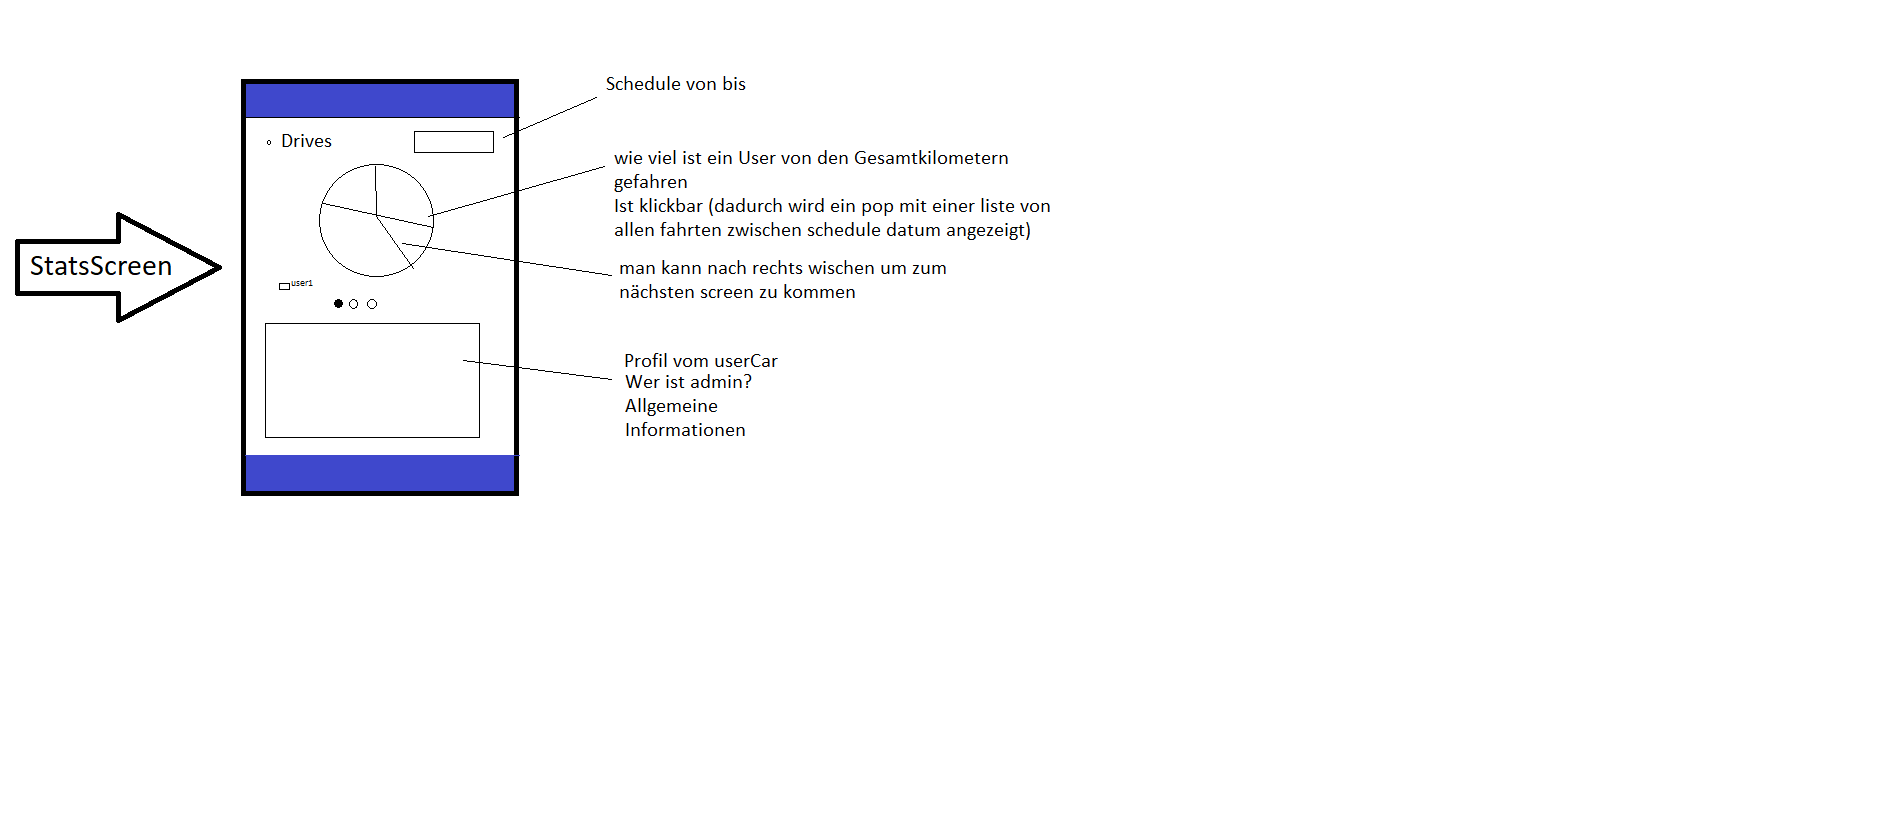 Schedule von bis
Drives
wie viel ist ein User von den Gesamtkilometern
gefahren
Ist klickbar (dadurch wird ein pop mit einer liste von
allen fahrten zwischen schedule datum angezeigt)
StatsScreen
man kann nach rechts wischen um zum
nächsten screen zu kommen
user1
Profil vom userCar
Wer ist admin?
Allgemeine
Informationen